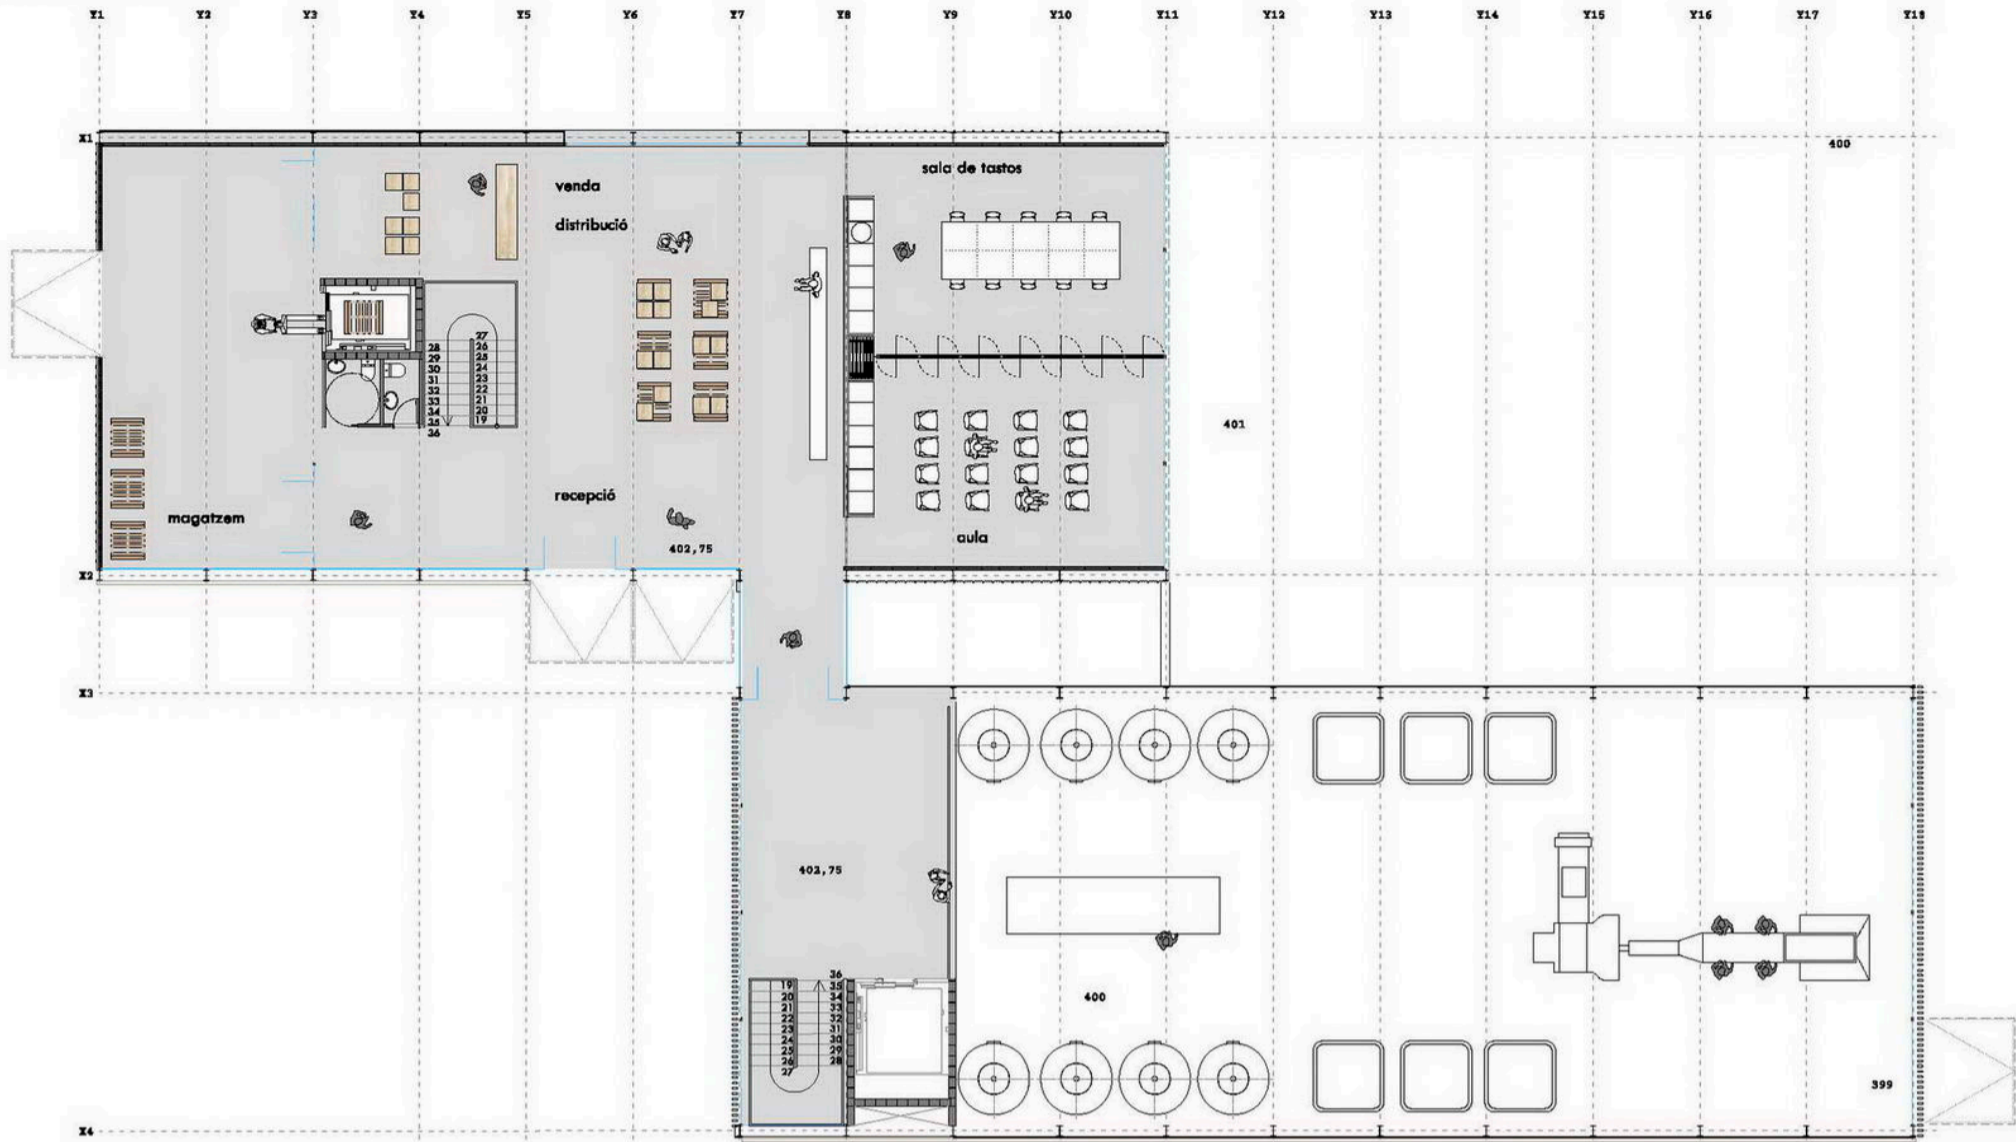 Y1 Y2 Y3 Y4 Y5 Y6 Y7 Y8 Y9 Y10 Y11 Y12 Y13 Y14 Y15 Y16 Y17 Y18
X1
400
sala de tastos
venda
distribució
27
28 26
29 25
30 24
31 23
32 22
33 21
34 20
35 19
36
401
recepció
magatzem
aula
402,75
X2
X3
402,75
36
19 35
20 34
21 33
22 32
23 31
24 30
25 29
26 28
27
400
399
X4